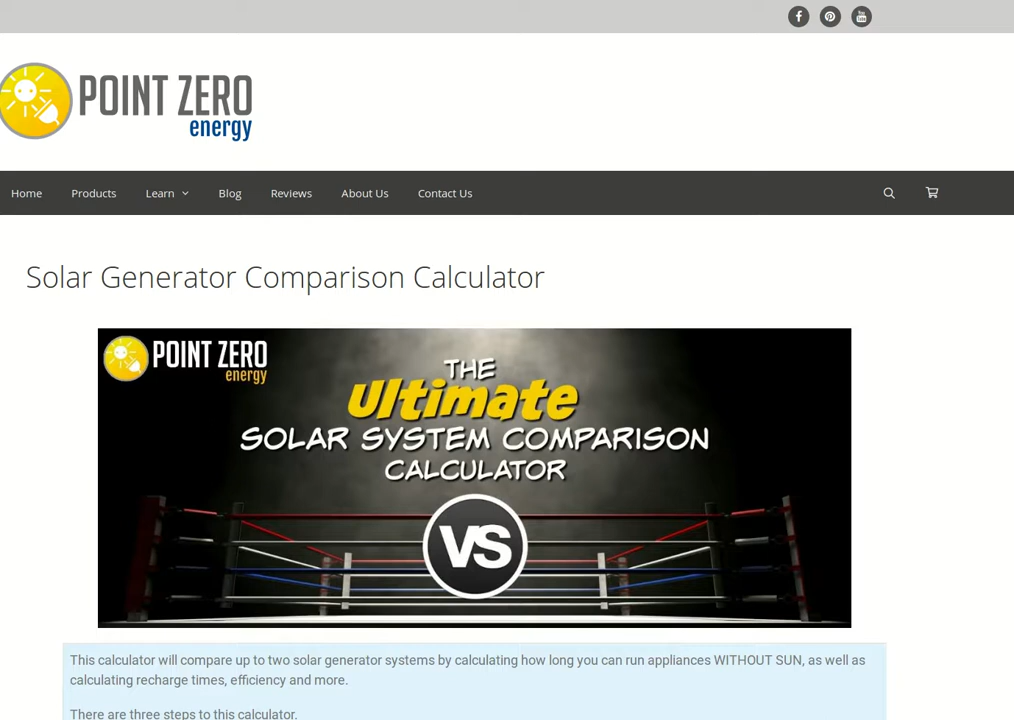 POINT ZERO
energy
Home Products Learn Blog Reviews About Us Contact Us
Solar Generator Comparison Calculator
POINT ZERO
energy
THE
Ultimate
SOLAR SYSTEM COMPARISON
CALCULATOR
VS
This calculator will compare up to two solar generator systems by calculating how long you can run appliances WITHOUT SUN, as well as
calculating recharge times, efficiency and more.
There are three steps to this calculator.